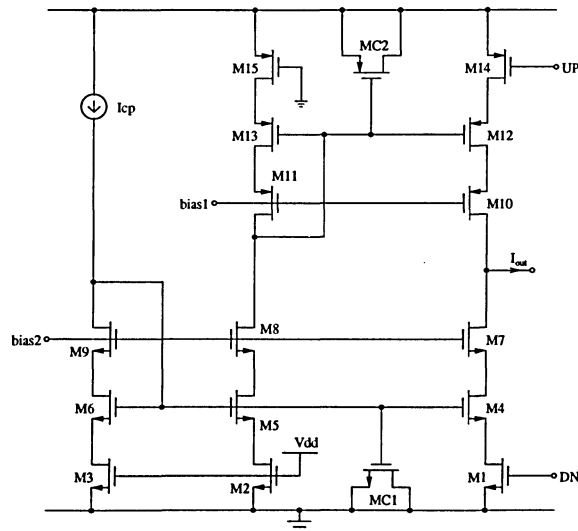 MC2
M15
M14
UP
Icp
M13
M12
M11
bias1
M10
Iout
M8
bias2
M9
M7
M6
M5
M4
Vdd
M3
M2
M1
DN
MC1